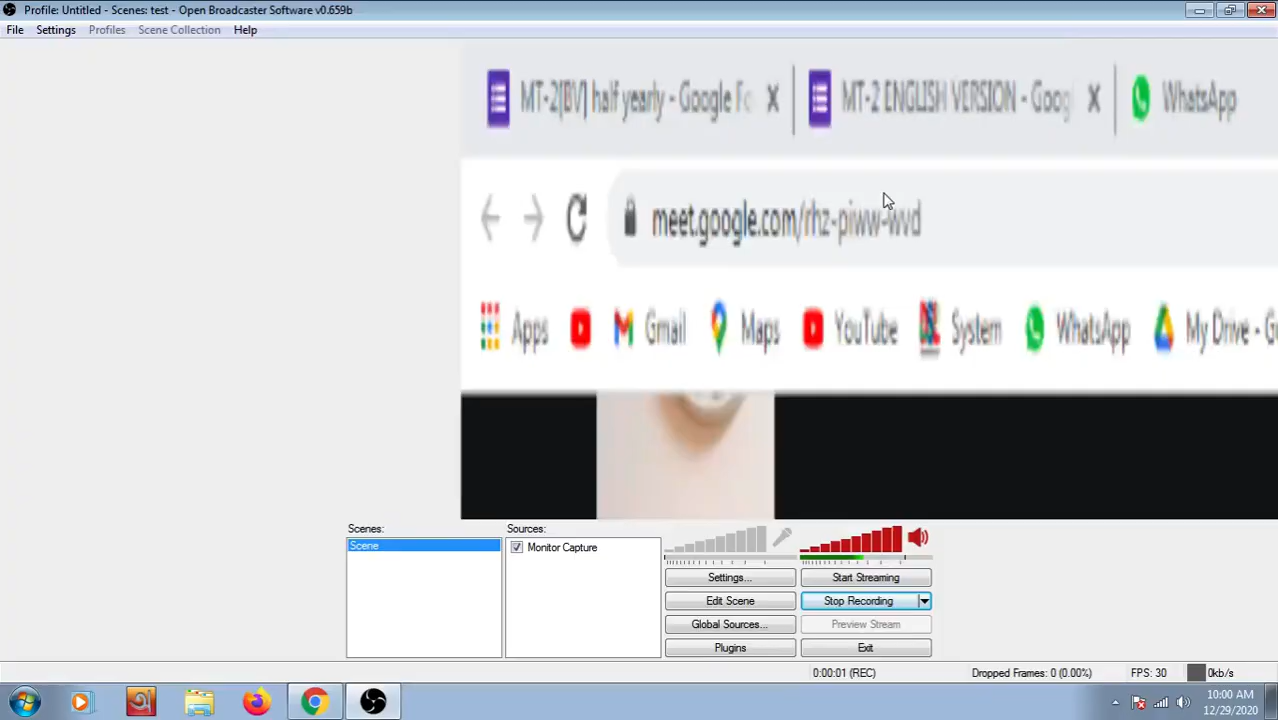 Profile: Untitled - Scenes: test - Open Broadcaster Software v0.659b
File Settings Profiles Scene Collection Help
MT-2[BV] half yearly - Google Fo MT-2 ENGLISH VERSION - Goog WhatsApp
meet.google.com/rhz-piww-wvd
Apps Gmail Maps YouTube System WhatsApp My Drive - G
Scenes: Sources:
Scene
Monitor Capture
Settings... Start Streaming
Edit Scene Stop Recording
Global Sources... Preview Stream
Plugins Exit
0:00:01 (REC) Dropped Frames: 0 (0.00%) FPS: 30 0kb/s
10:00 AM
12/29/2020